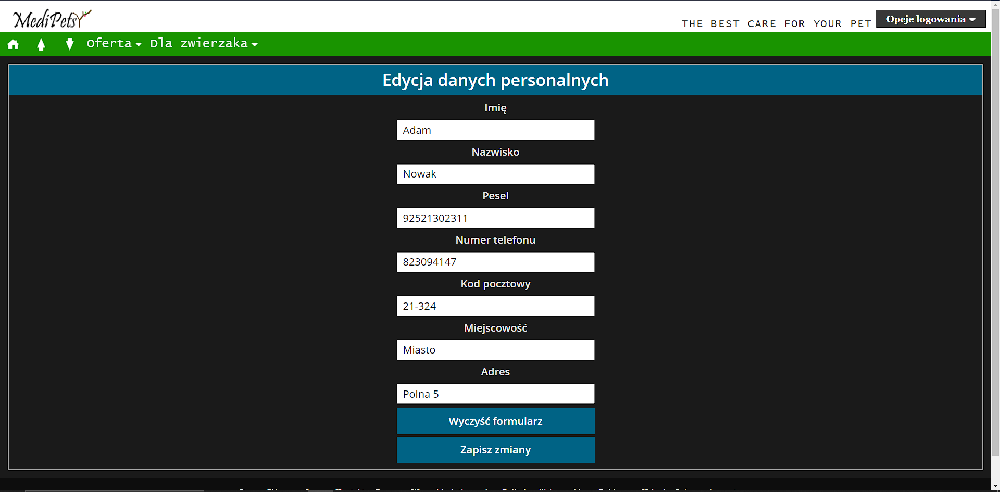 MediPets
THE BEST CARE FOR YOUR PET
Opcje logowania
Oferta Dla zwierzaka
Edycja danych personalnych
Imię
Adam
Nazwisko
Nowak
Pesel
92521302311
Numer telefonu
823094147
Kod pocztowy
21-324
Miejscowość
Miasto
Adres
Polna 5
Wyczyść formularz
Zapisz zmiany